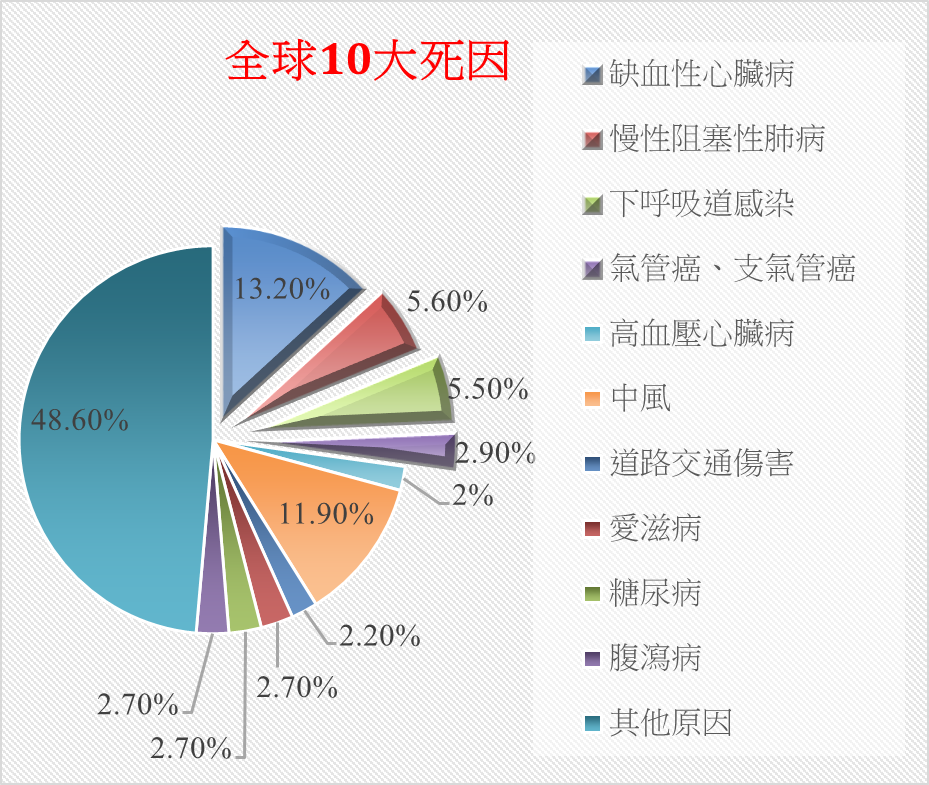 全球10大死因
13.20%
5.60%
5.50%
2.90%
2%
11.90%
2.20%
2.70%
2.70%
2.70%
48.60%
缺血性心臟病
慢性阻塞性肺病
下呼吸道感染
氣管癌、支氣管癌
高血壓心臟病
中風
道路交通傷害
愛滋病
糖尿病
腹瀉病
其他原因